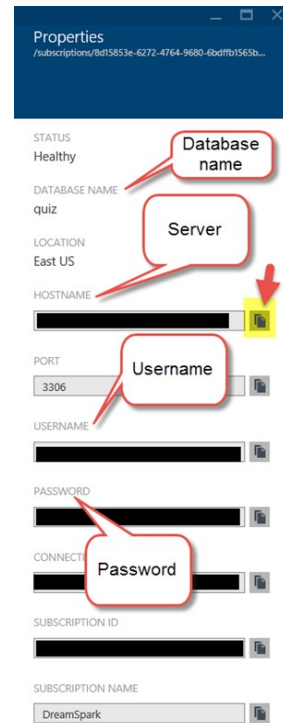 Properties
/subscriptions/8d15853e-6272-4764-9680-6bdffb1565b...
STATUS
Healthy
Database
name
DATABASE NAME
quiz
Server
LOCATION
East US
HOSTNAME
PORT
3306
Username
USERNAME
PASSWORD
CONNECTI
Password
SUBSCRIPTION ID
SUBSCRIPTION NAME
DreamSpark